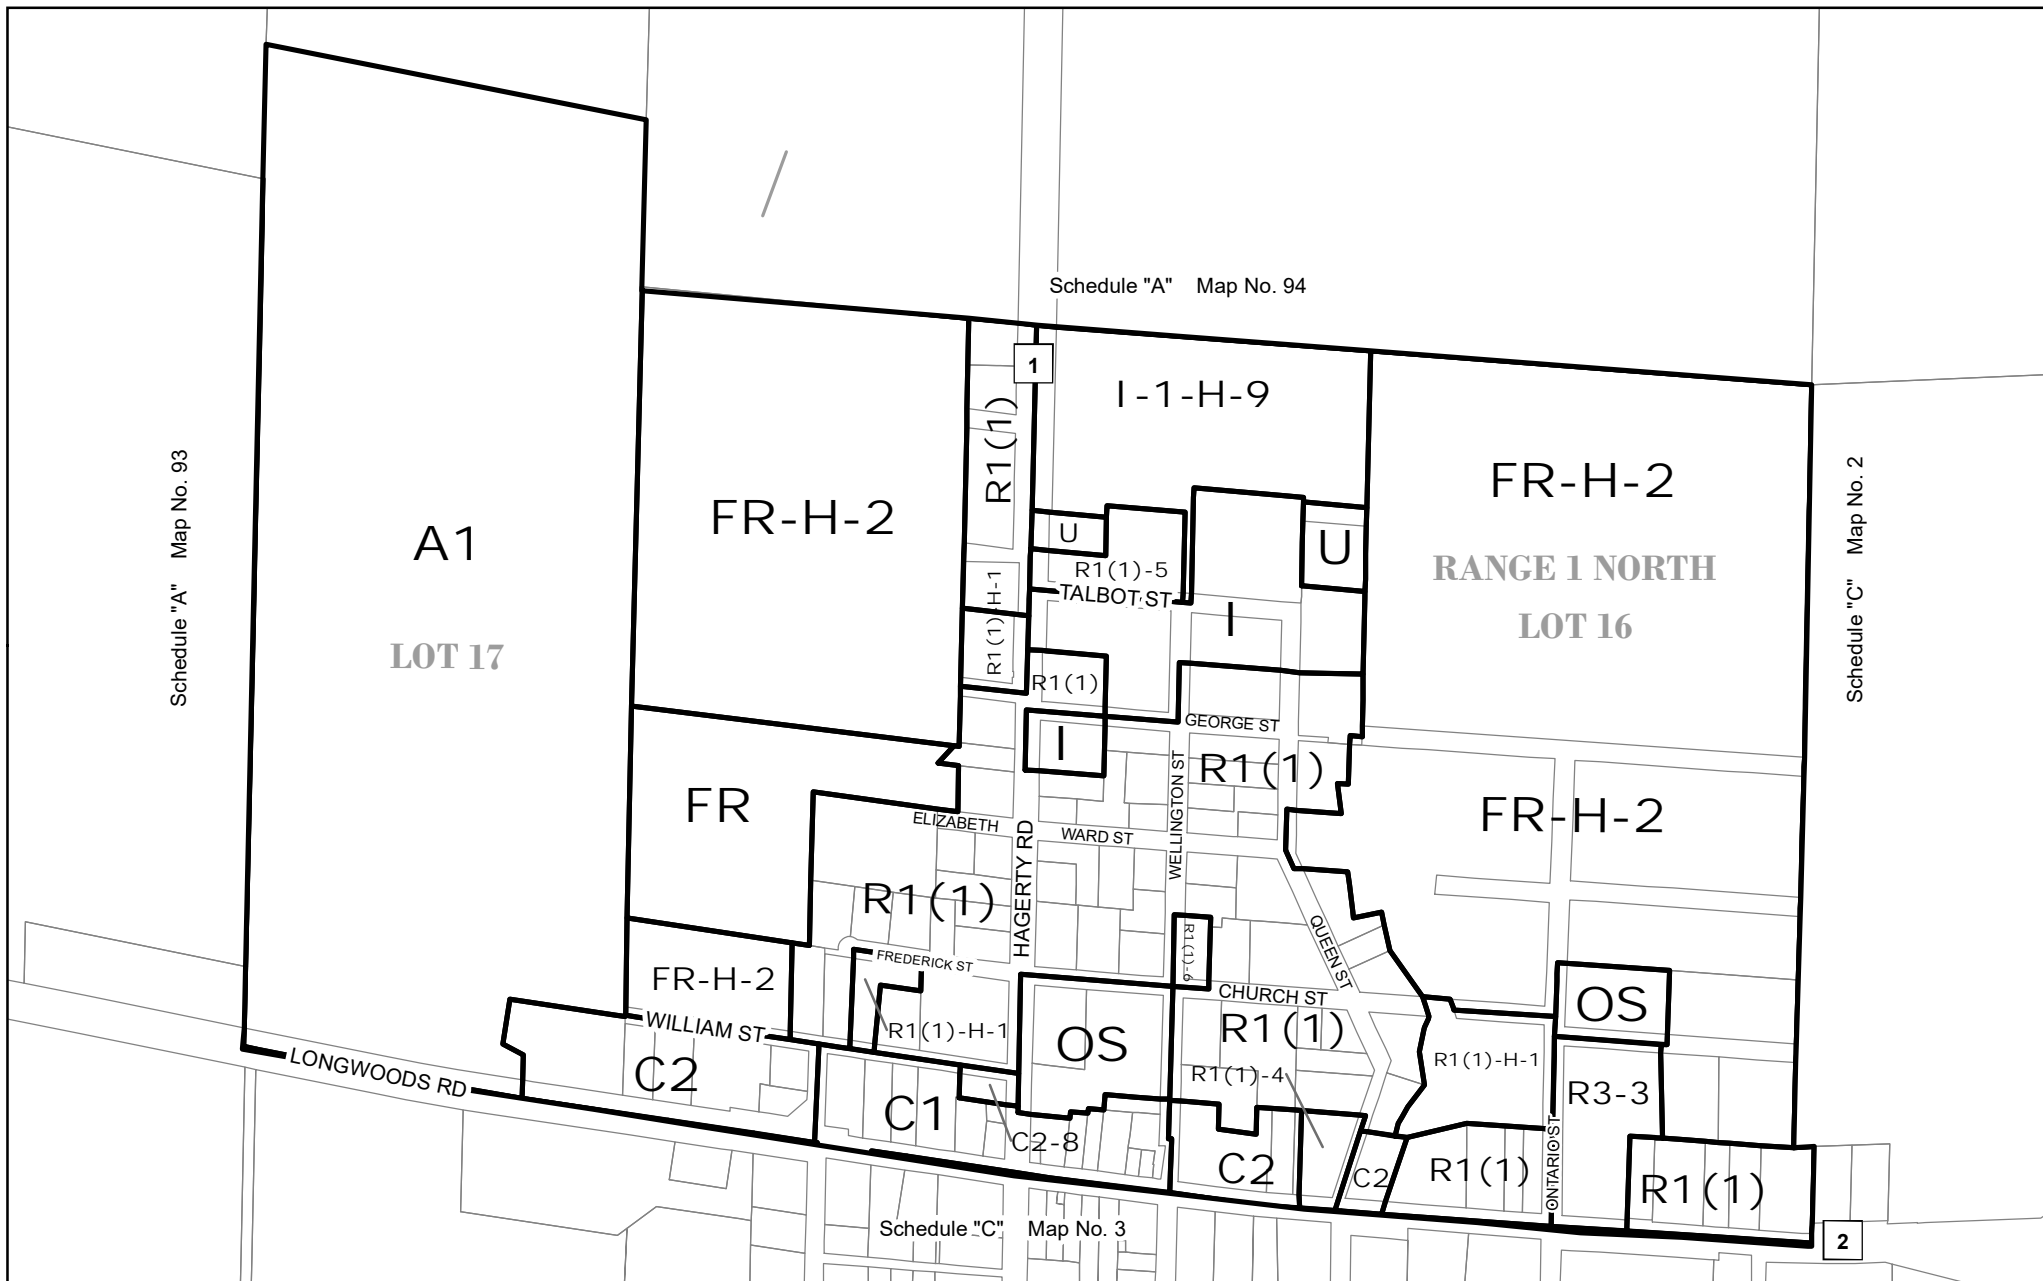 Schedule "A" Map No. 94
1
I-1-H-9
R1(1)
Schedule "A" Map No. 93
A1
FR-H-2
FR-H-2
Schedule "C" Map No. 2
U
U
R1(1)-5
TALBOT ST
RANGE 1 NORTH
LOT 16
R1(1)-H-1
I
LOT 17
R1(1)
GEORGE ST
I
R1(1)
WELLINGTON ST
FR
FR-H-2
ELIZABETH
WARD ST
HAGERTY RD
R1(1)
QUEEN ST
R1(1)-6
FREDERICK ST
FR-H-2
CHURCH ST
OS
WILLIAM ST
R1(1)-H-1
OS
R1(1)
R1(1)-H-1
LONGWOODS RD
C2
R1(1)-4
R3-3
C1
C2-8
ONTARIO ST
C2
C2
R1(1)
R1(1)
Schedule "C" Map No. 3
2